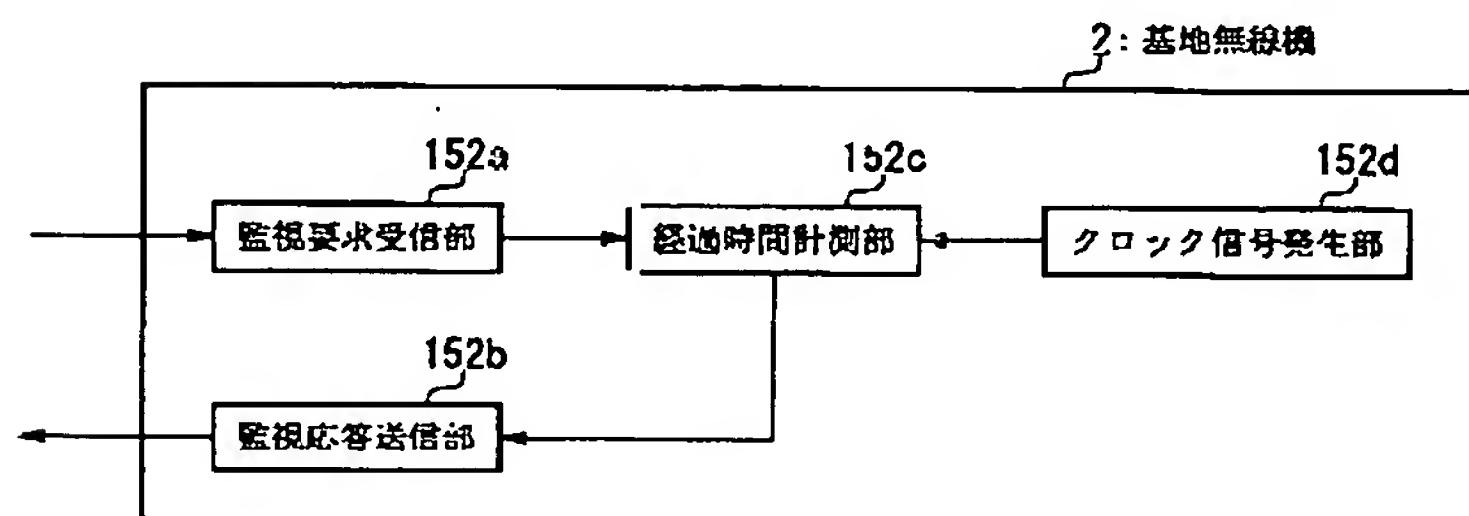 2: 基地無線機
152a
152c
152d
監視要求受信部
経過時間計測部
クロック信号発生部
152b
監視応答送信部